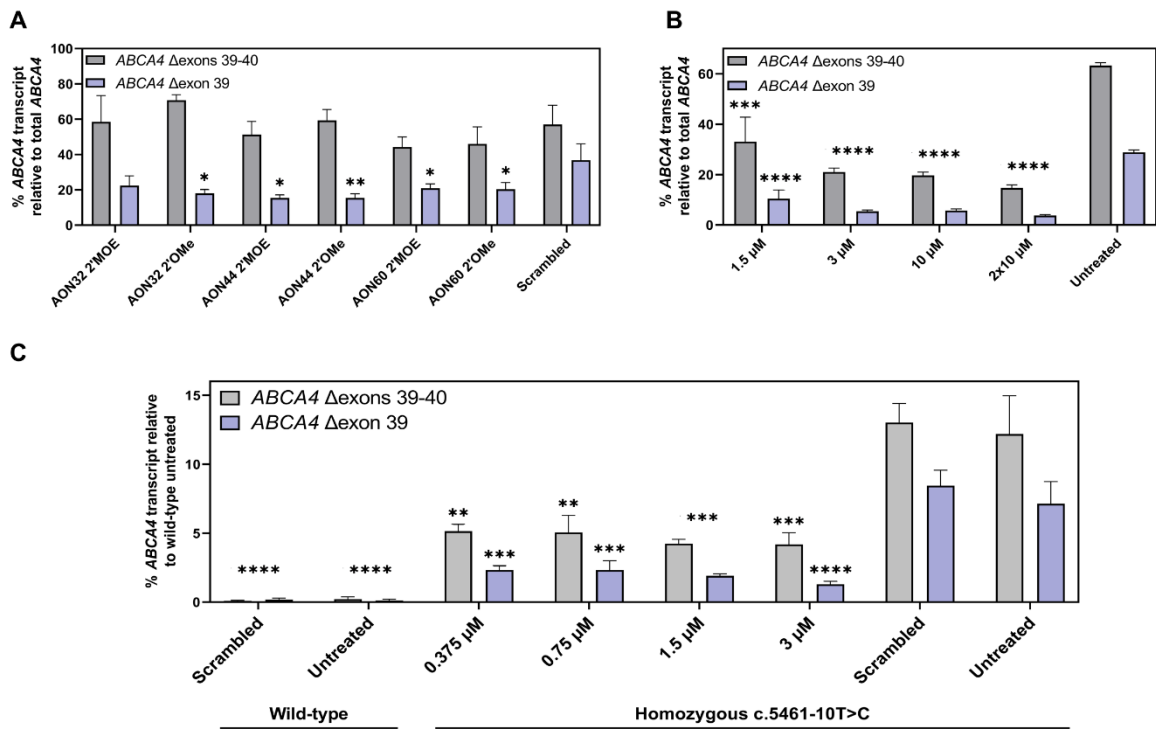 A
% ABCA4 transcript
relative to total ABCA4
100
80
60
40
20
0
ABCA4 Δexons 39-40
ABCA4 Δexon 39
* * ** * *
AON32 2'MOE
AON32 2'OMe
AON44 2'MOE
AON44 2'OMe
AON60 2'MOE
AON60 2'OMe
Scrambled
B
% ABCA4 transcript
relative to total ABCA4
60
40
20
0
ABCA4 Δexons 39-40
ABCA4 Δexon 39
***
**** **** ****
****
1.5 µM
3 µM
10 µM
2x10 µM
Untreated
C
% ABCA4 transcript relative
to wild-type untreated
15
10
5
0
ABCA4 Δexons 39-40
ABCA4 Δexon 39
**** **** ** *** ** *** *** *** ****
Scrambled
Untreated
0.375 µM
0.75 µM
1.5 µM
3 µM
Scrambled
Untreated
Wild-type
Homozygous c.5461-10T>C